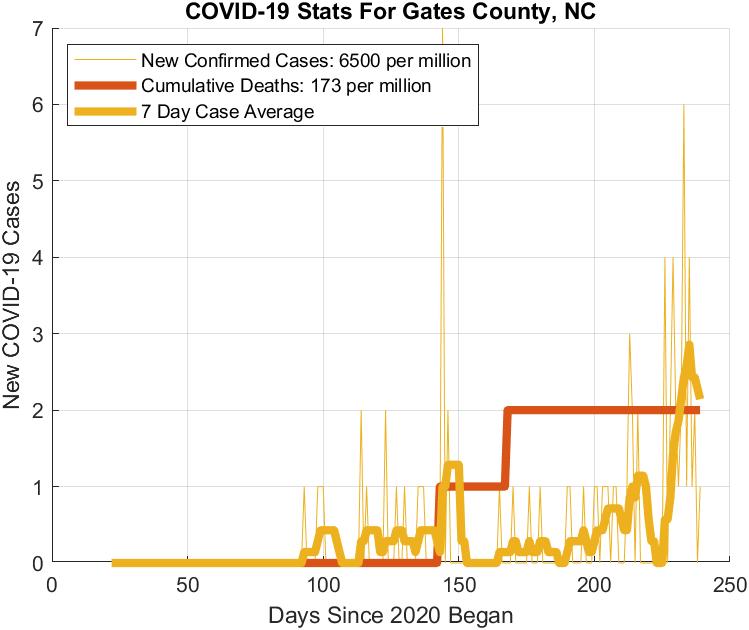 COVID-19 Stats For Gates County, NC
New Confirmed Cases: 6500 per million
Cumulative Deaths: 173 per million
7 Day Case Average
New COVID-19 Cases
7
6
5
4
3
2
1
0
0 50 100 150 200 250
Days Since 2020 Began